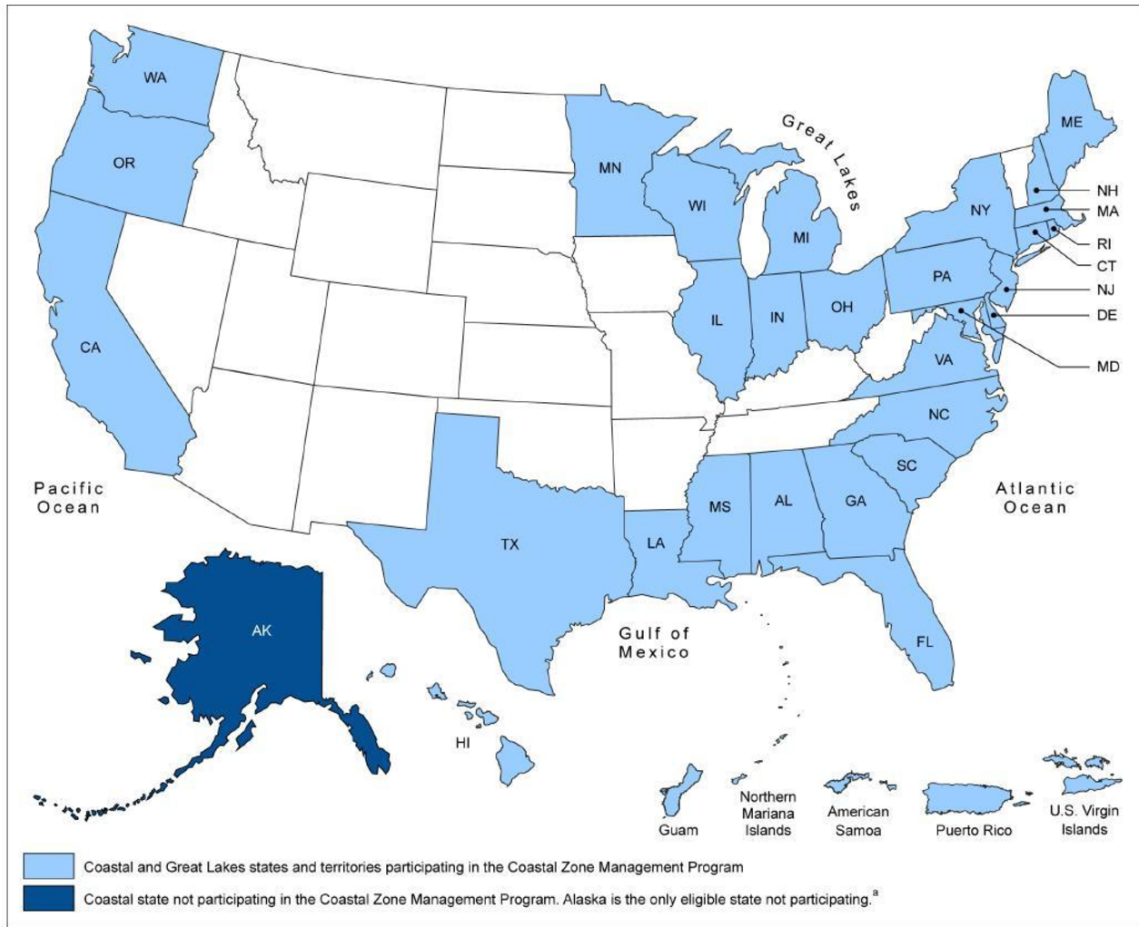 WA
OR
CA
MN
WI
MI
IL
IN
OH
Great Lakes
ME
NY
PA
NH
MA
RI
CT
NJ
DE
MD
VA
NC
SC
GA
AL
MS
LA
TX
FL
Pacific
Ocean
Atlantic
Ocean
Gulf of
Mexico
AK
HI
Guam
Northern
Mariana
Islands
American
Samoa
Puerto Rico
U.S. Virgin
Islands
Coastal and Great Lakes states and territories participating in the Coastal Zone Management Program
Coastal state not participating in the Coastal Zone Management Program. Alaska is the only eligible state not participating.ᵃ